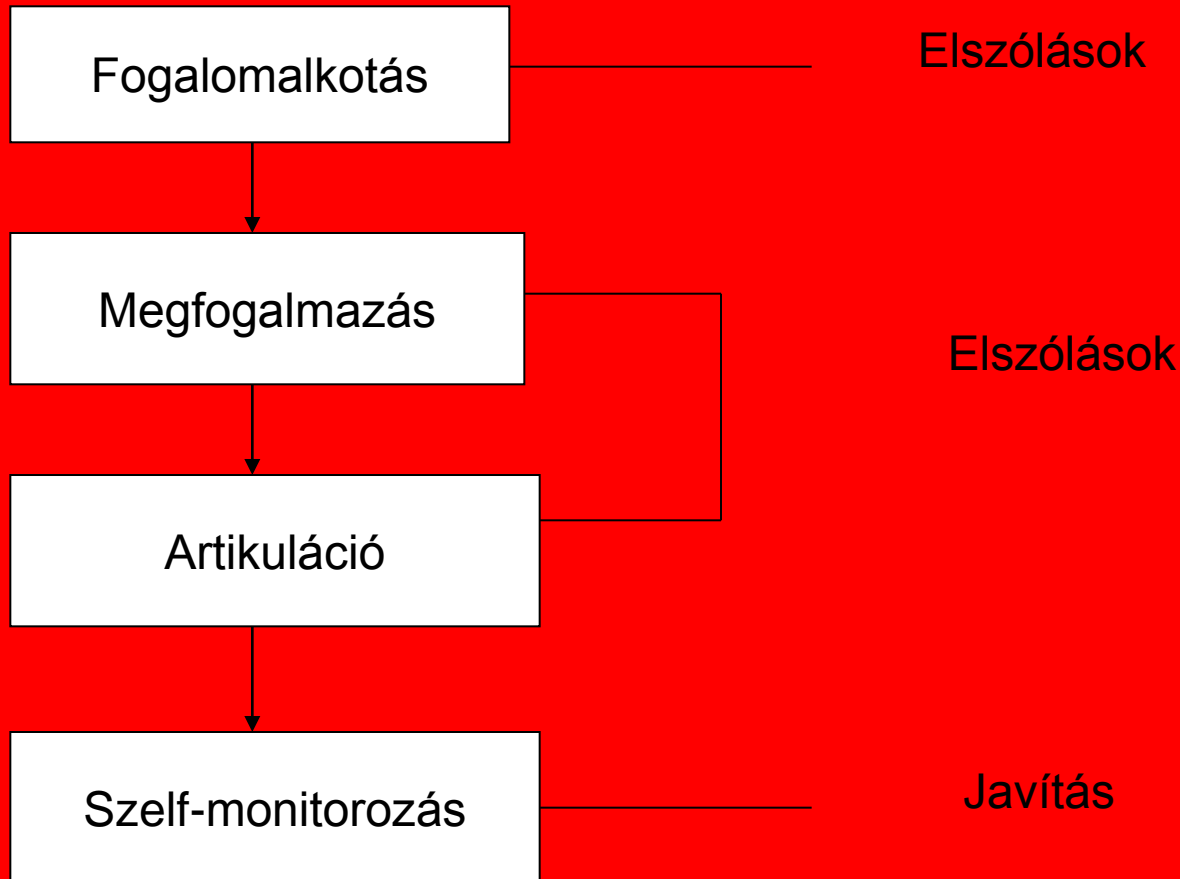 Fogalomalkotás
Elszólások
Megfogalmazás
Elszólások
Artikuláció
Szelf-monitorozás
Javítás